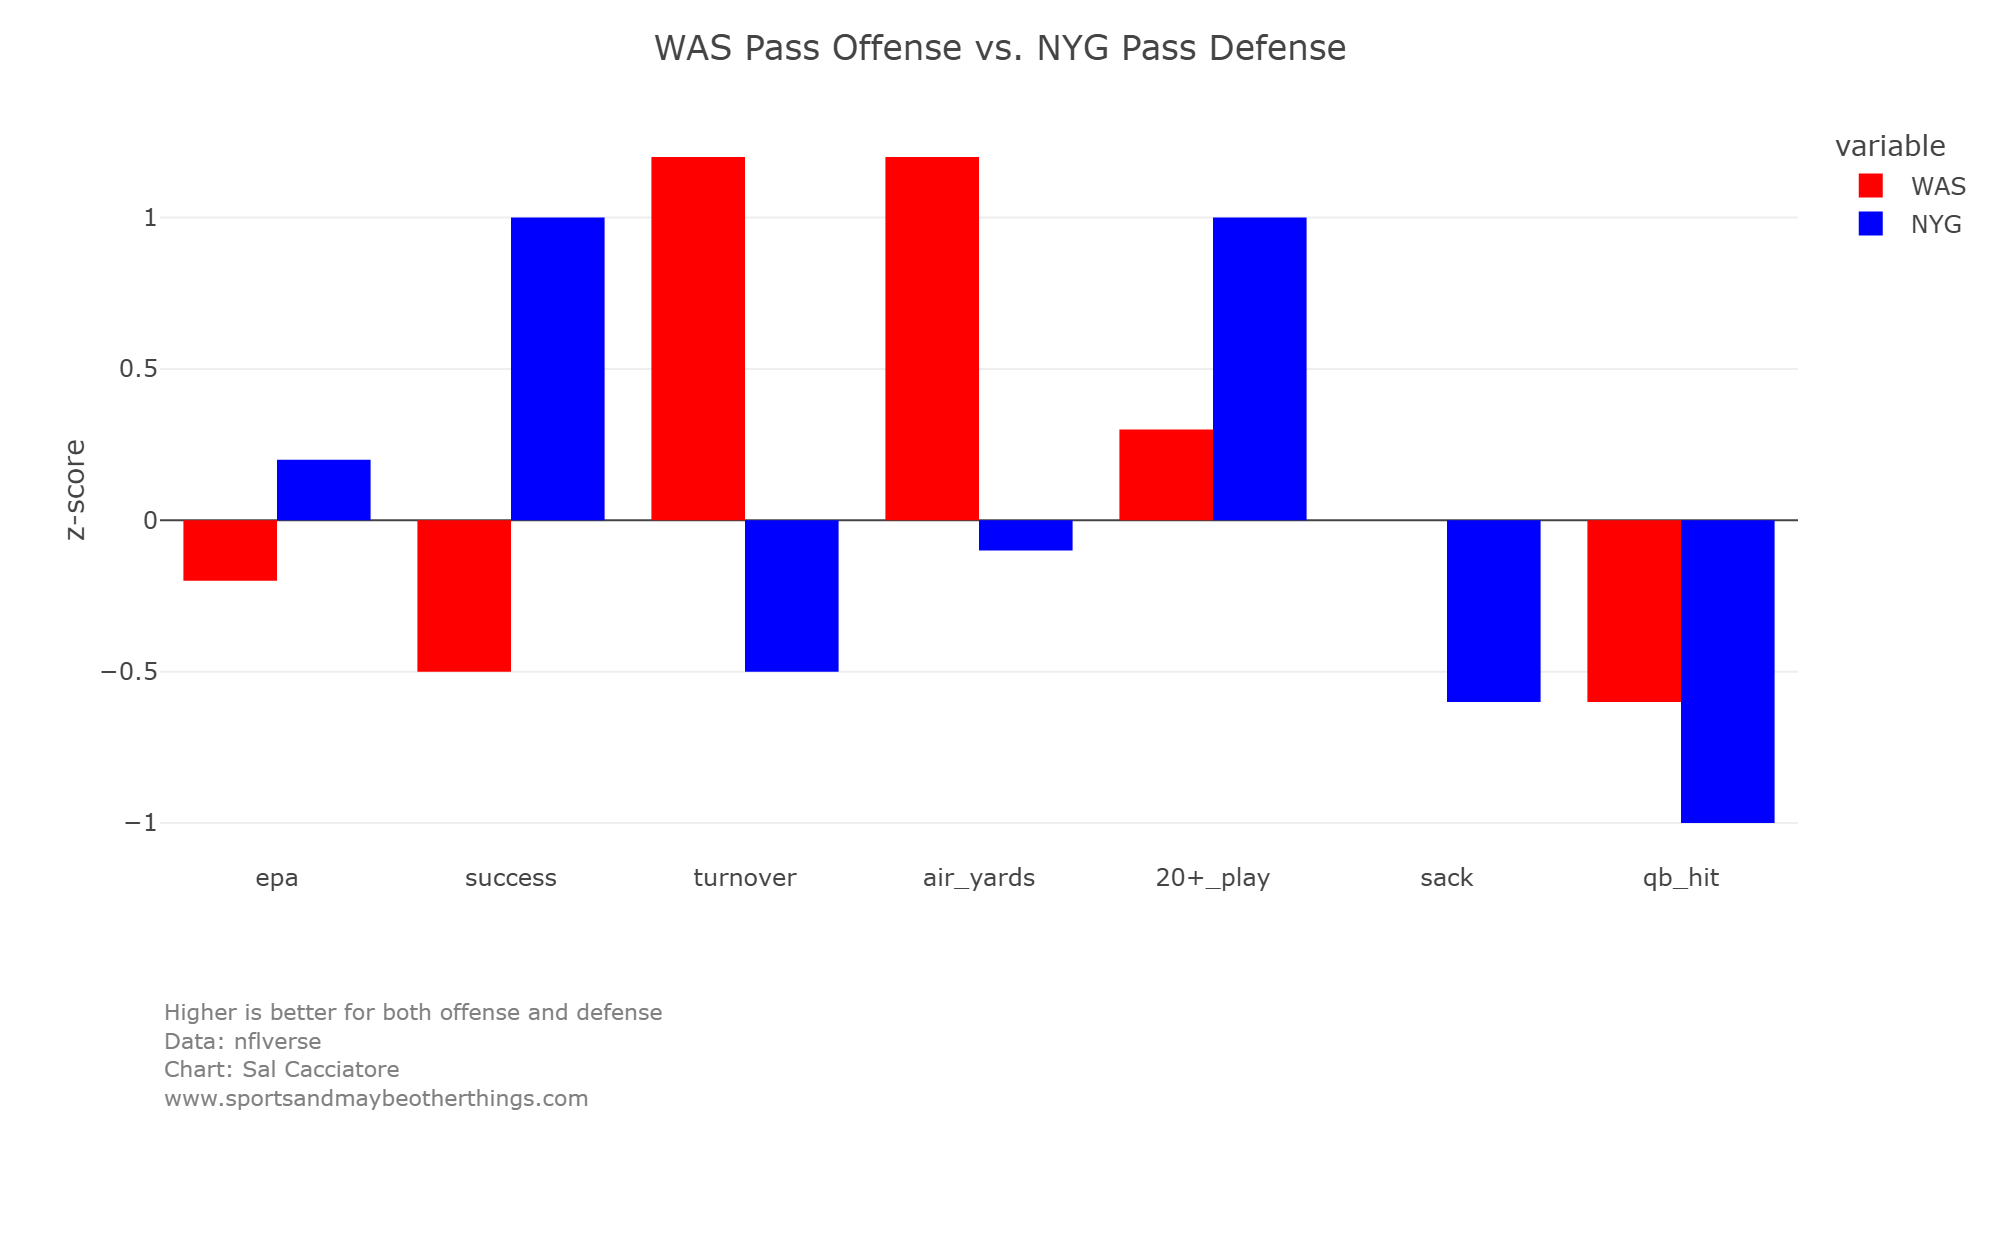 WAS Pass Offense vs. NYG Pass Defense
variable
WAS
NYG
z-score
1
0.5
0
−0.5
−1
epa success turnover air_yards 20+_play sack qb_hit
Higher is better for both offense and defense
Data: nflverse
Chart: Sal Cacciatore
www.sportsandmaybeotherthings.com